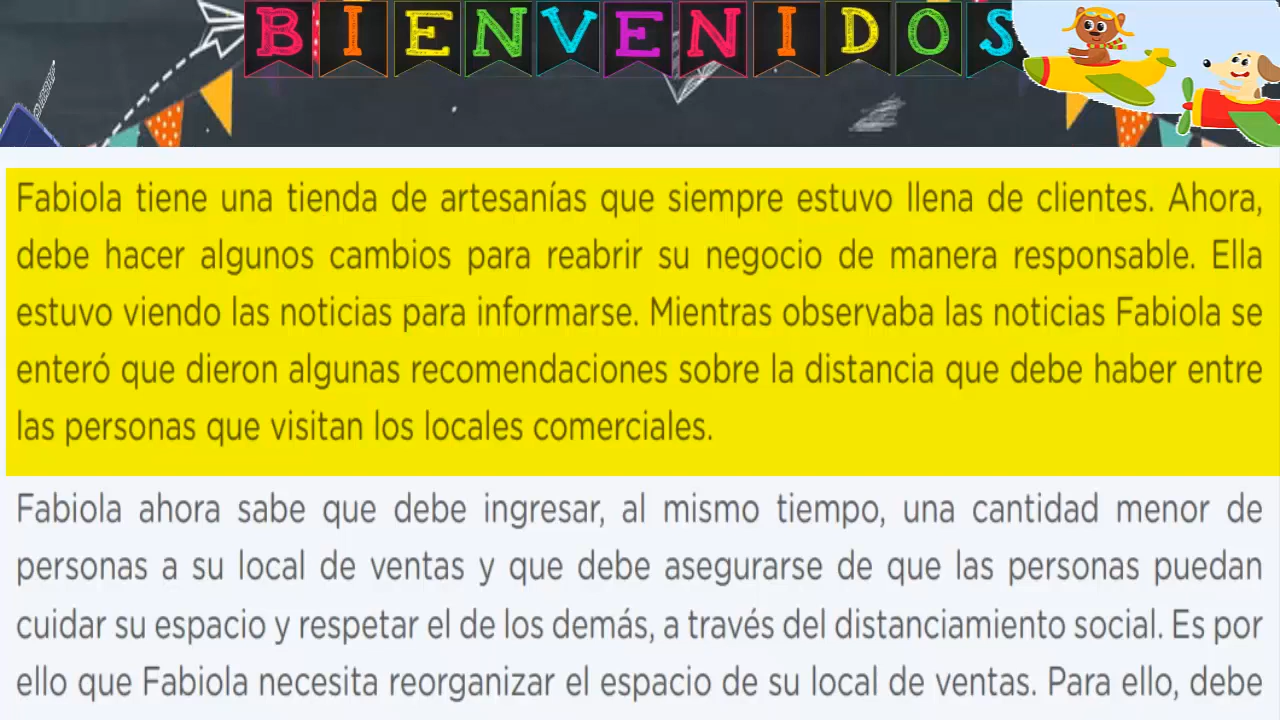 BIENVENIDOS
Fabiola tiene una tienda de artesanías que siempre estuvo llena de clientes. Ahora,
debe hacer algunos cambios para reabrir su negocio de manera responsable. Ella
estuvo viendo las noticias para informarse. Mientras observaba las noticias Fabiola se
enteró que dieron algunas recomendaciones sobre la distancia que debe haber entre
las personas que visitan los locales comerciales.
Fabiola ahora sabe que debe ingresar, al mismo tiempo, una cantidad menor de
personas a su local de ventas y que debe asegurarse de que las personas puedan
cuidar su espacio y respetar el de los demás, a través del distanciamiento social. Es por
ello que Fabiola necesita reorganizar el espacio de su local de ventas. Para ello, debe